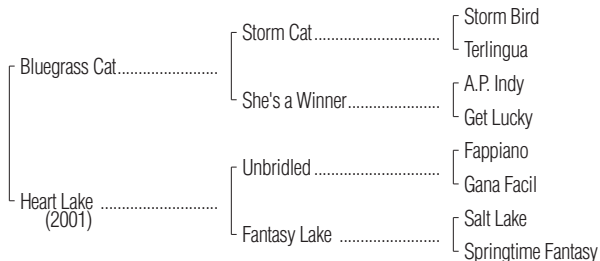 Storm Bird
Storm Cat
Terlingua
Bluegrass Cat
A.P. Indy
She's a Winner
Get Lucky
Fappiano
Unbridled
Gana Facil
Heart Lake
(2001)
Salt Lake
Fantasy Lake
Springtime Fantasy